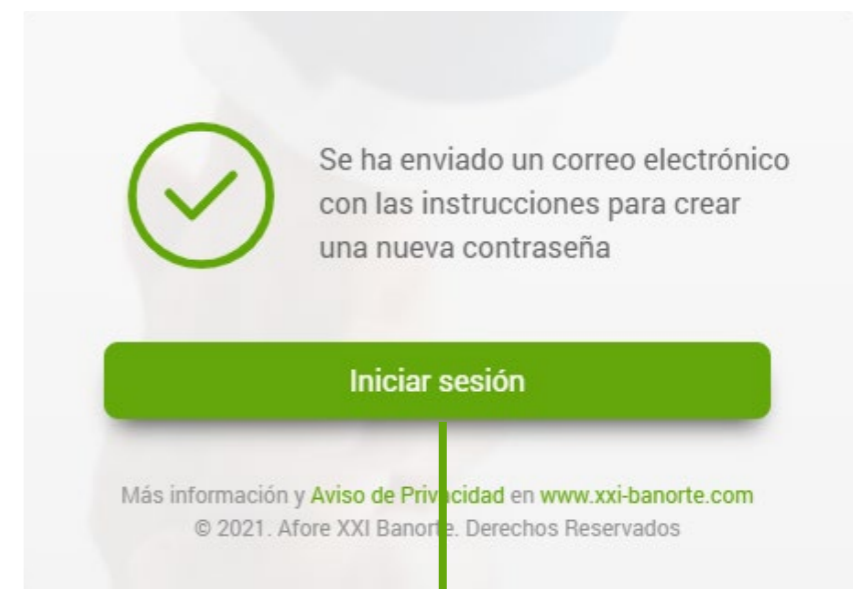 Se ha enviado un correo electrónico
con las instrucciones para crear
una nueva contraseña
Iniciar sesión
Más información y Aviso de Privacidad en www.xxi-banorte.com
© 2021. Afore XXI Banorte. Derechos Reservados